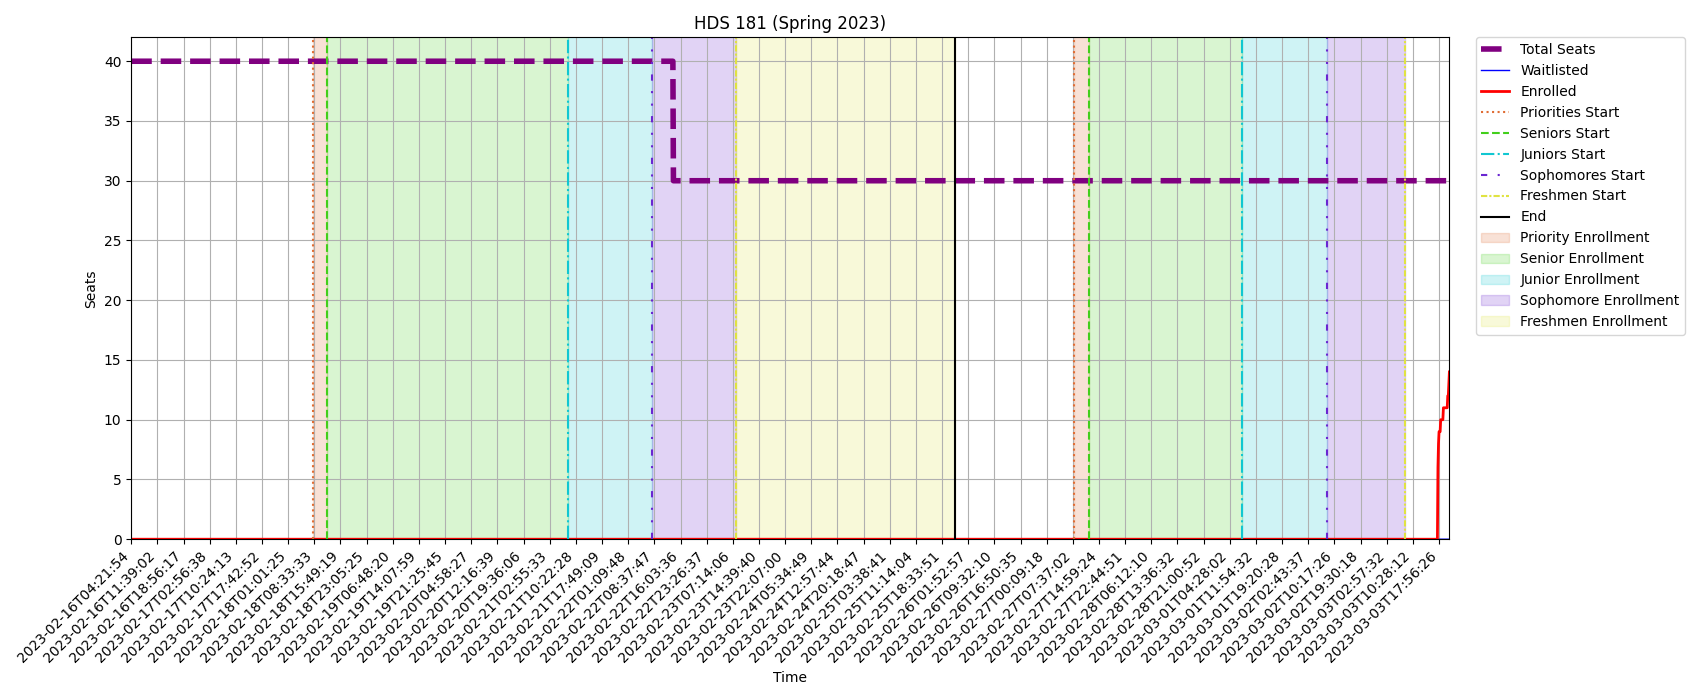 HDS 181 (Spring 2023)
Seats
40
35
30
25
20
15
10
5
0
2023-02-16T04:21:54
2023-02-16T11:39:02
2023-02-16T18:56:17
2023-02-17T02:56:38
2023-02-17T10:24:13
2023-02-17T17:42:52
2023-02-18T01:01:25
2023-02-18T08:33:33
2023-02-18T15:49:19
2023-02-18T23:05:25
2023-02-19T06:48:20
2023-02-19T14:07:59
2023-02-19T21:25:45
2023-02-20T04:58:27
2023-02-20T12:16:39
2023-02-20T19:36:06
2023-02-21T02:55:33
2023-02-21T10:22:28
2023-02-21T17:49:09
2023-02-22T01:09:48
2023-02-22T08:37:47
2023-02-22T16:03:36
2023-02-22T23:26:37
2023-02-23T07:14:06
2023-02-23T14:39:40
2023-02-23T22:07:00
2023-02-24T05:34:49
2023-02-24T12:57:44
2023-02-24T20:18:47
2023-02-25T03:38:41
2023-02-25T11:14:04
2023-02-25T18:33:51
2023-02-26T01:52:57
2023-02-26T09:32:10
2023-02-26T16:50:35
2023-02-27T00:09:18
2023-02-27T07:37:02
2023-02-27T14:59:24
2023-02-27T22:44:51
2023-02-28T06:12:10
2023-02-28T13:36:32
2023-02-28T21:00:52
2023-03-01T04:28:02
2023-03-01T11:54:32
2023-03-01T19:20:28
2023-03-02T02:43:37
2023-03-02T10:17:26
2023-03-02T19:30:18
2023-03-03T02:57:32
2023-03-03T10:28:12
2023-03-03T17:56:26
Time
Total Seats
Waitlisted
Enrolled
Priorities Start
Seniors Start
Juniors Start
Sophomores Start
Freshmen Start
End
Priority Enrollment
Senior Enrollment
Junior Enrollment
Sophomore Enrollment
Freshmen Enrollment